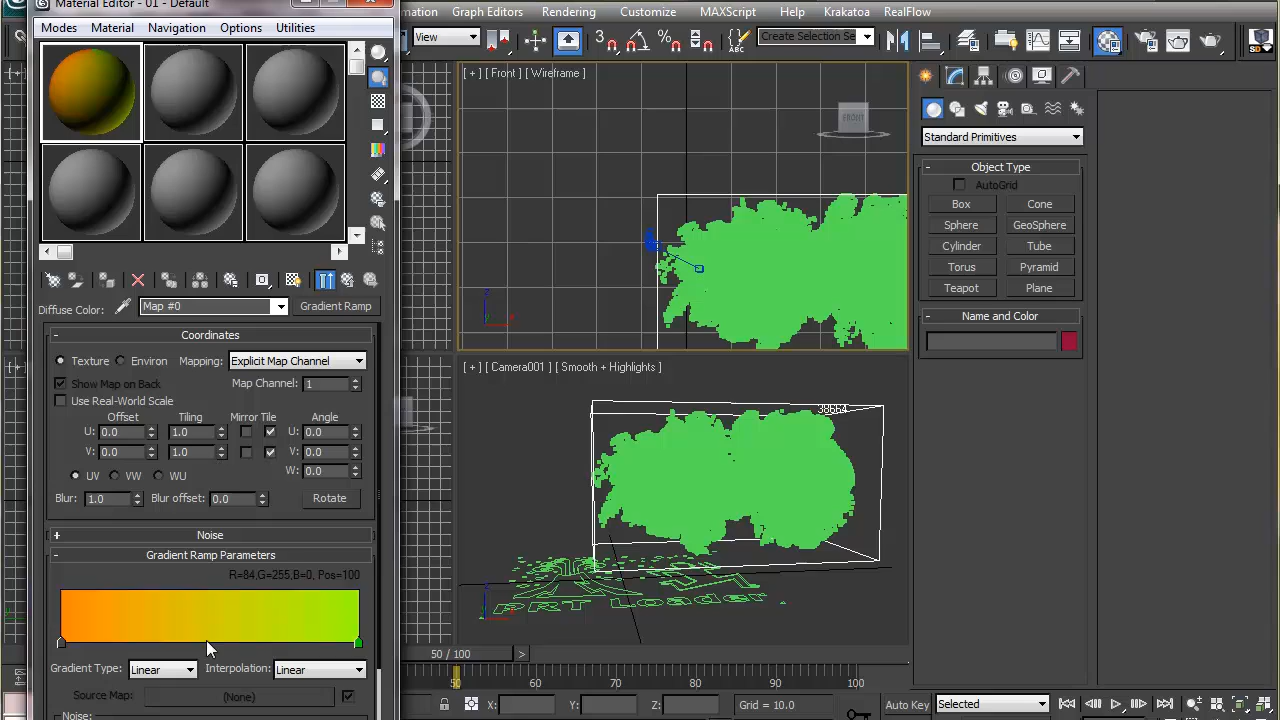 Material Editor - 01 - Default
Modes Material Navigation Options Utilities
mation Graph Editors Rendering Customize MAXScript Help Krakatoa RealFlow
View
3
Create Selection Se
[ + ] [ Front ] [ Wireframe ]
FRONT
Standard Primitives
- Object Type
AutoGrid
Box Cone
Sphere GeoSphere
Cylinder Tube
Torus Pyramid
Teapot Plane
- Name and Color
Diffuse Color: Map #0 Gradient Ramp
- Coordinates
Texture Environ Mapping: Explicit Map Channel
Show Map on Back Map Channel: 1
Use Real-World Scale
Offset Tiling Mirror Tile Angle
U: 0.0 1.0 U: 0.0
V: 0.0 1.0 V: 0.0
UV VW WU W: 0.0
Blur: 1.0 Blur offset: 0.0 Rotate
+ Noise
- Gradient Ramp Parameters
R=84,G=255,B=0, Pos=100
Gradient Type: Linear Interpolation: Linear
Source Map: (None)
Noise:
[ + ] [ Camera001 ] [ Smooth + Highlights ]
PRT Loader
50 / 100 >
50 60 70 80 90 100
X: Y: Z: Grid = 10.0
Auto Key Selected